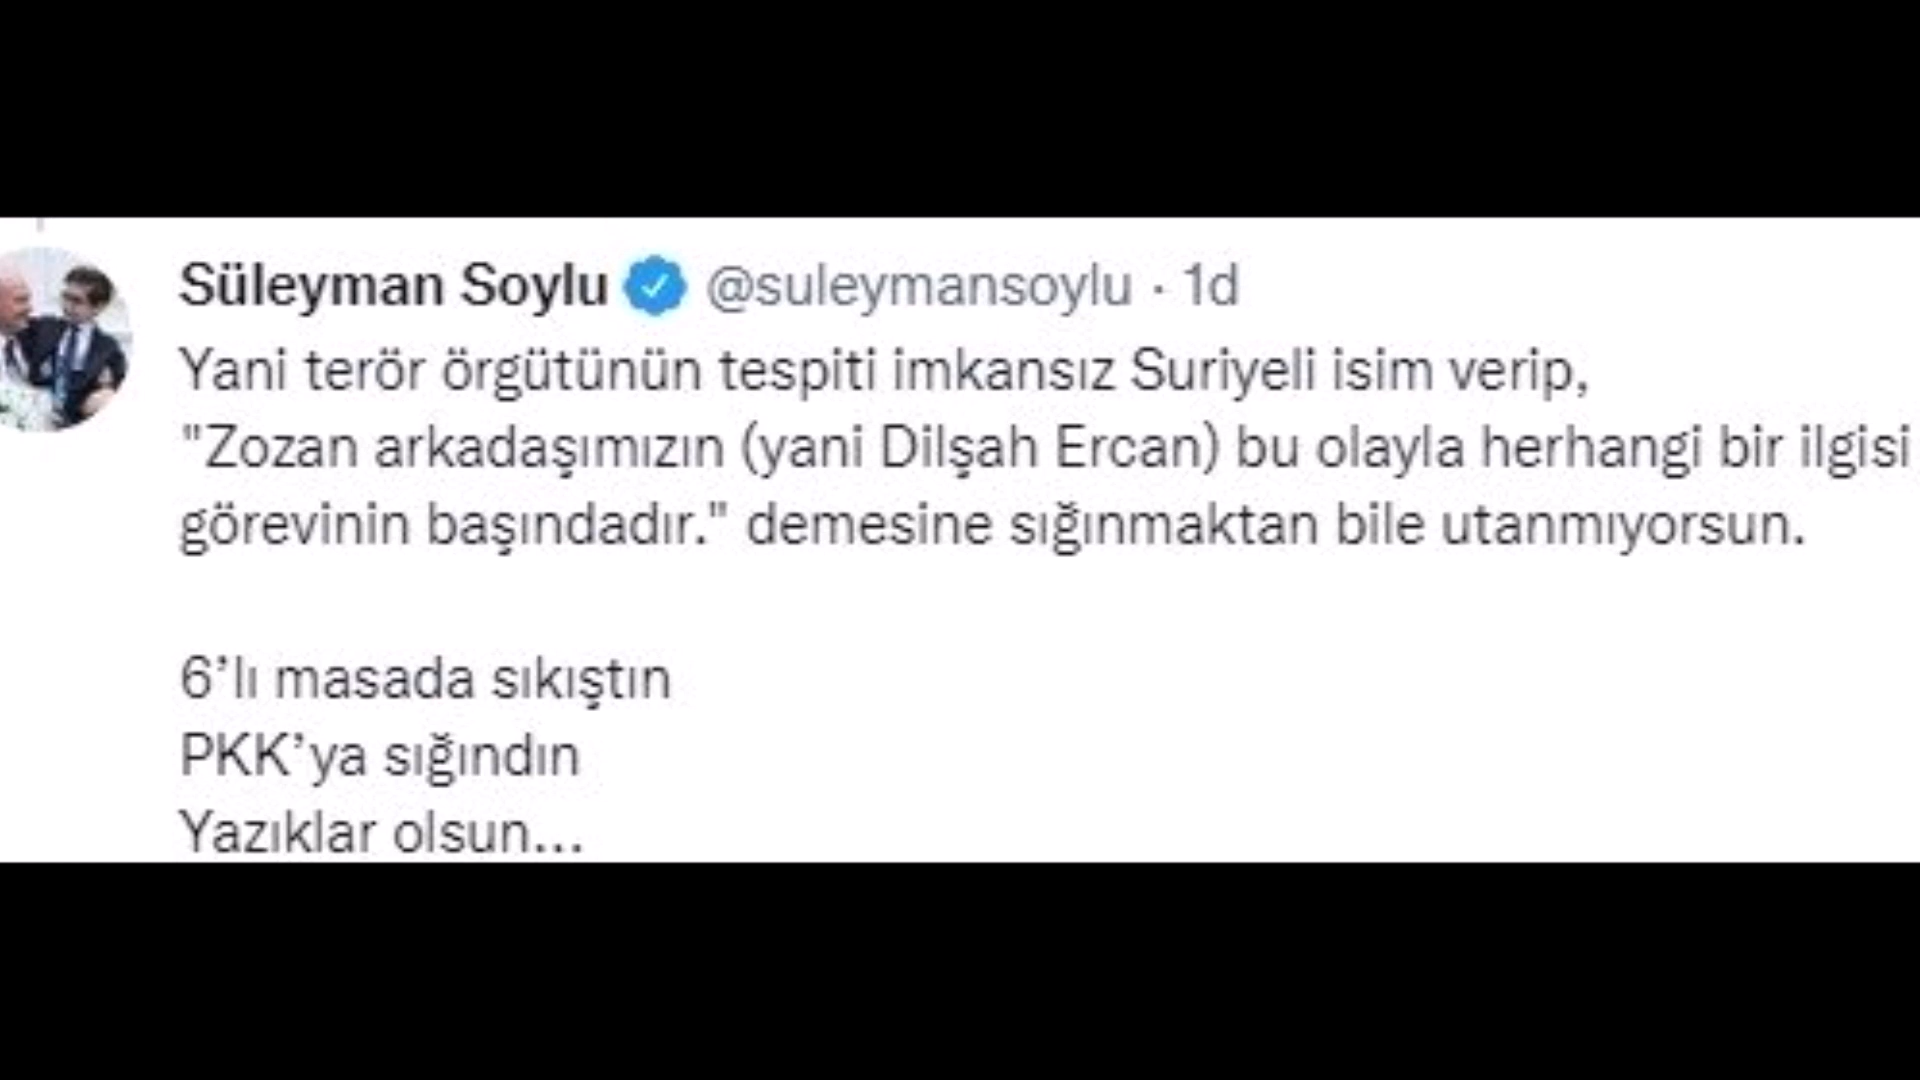 Süleyman Soylu @suleymansoylu · 1d
Yani terör örgütünün tespiti imkansız Suriyeli isim verip,
"Zozan arkadaşımızın (yani Dilşah Ercan) bu olayla herhangi bir ilgisi
görevinin başındadır." demesine sığınmaktan bile utanmıyorsun.
6’lı masada sıkıştın
PKK’ya sığındın
Yazıklar olsun...